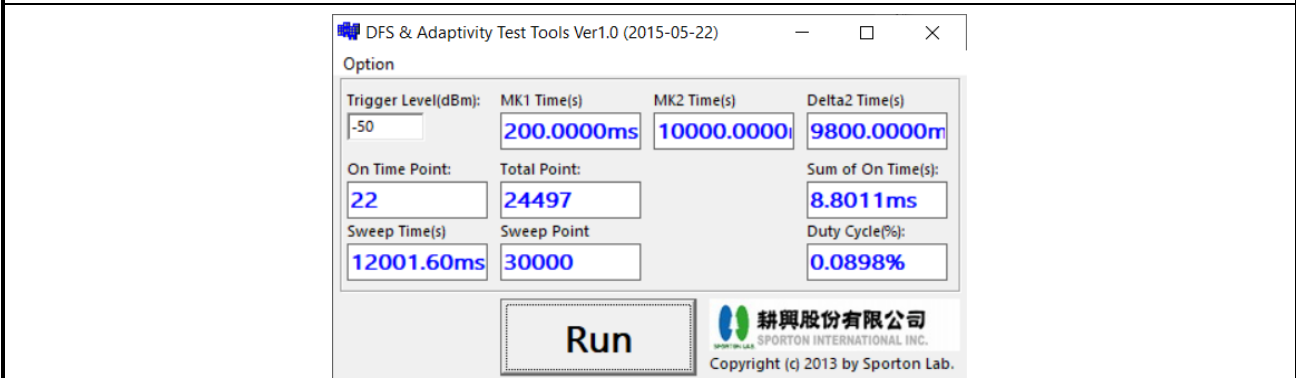 DFS & Adaptivity Test Tools Ver1.0 (2015-05-22)
Option
Trigger Level(dBm): MK1 Time(s) MK2 Time(s) Delta2 Time(s)
-50 200.0000ms 10000.0000 9800.0000m
On Time Point: Total Point: Sum of On Time(s):
22 24497 8.8011ms
Sweep Time(s) Sweep Point Duty Cycle(%):
12001.60ms 30000 0.0898%
Run
耕興股份有限公司
SPORTON LAB. SPORTON INTERNATIONAL INC.
Copyright (c) 2013 by Sporton Lab.